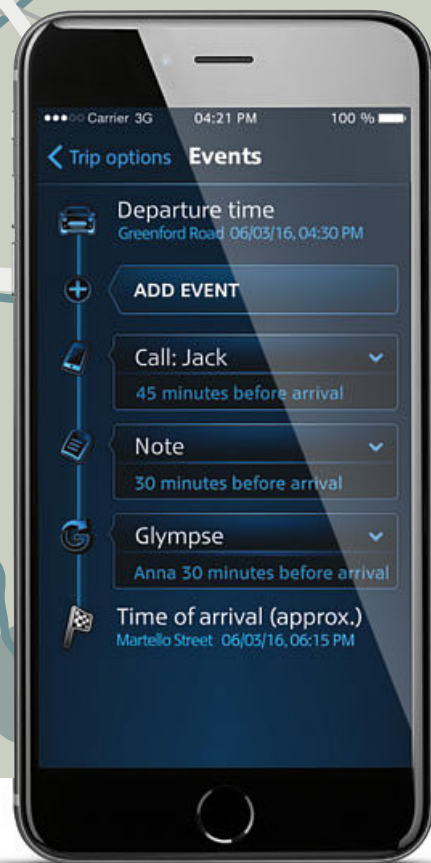 Carrier 3G 04:21 PM 100 %
Trip options Events
Departure time
Greenford Road 06/03/16, 04:30 PM
ADD EVENT
Call: Jack
45 minutes before arrival
Note
30 minutes before arrival
Glympse
Anna 30 minutes before arrival
Time of arrival (approx.)
Martello Street 06/03/16, 06:15 PM